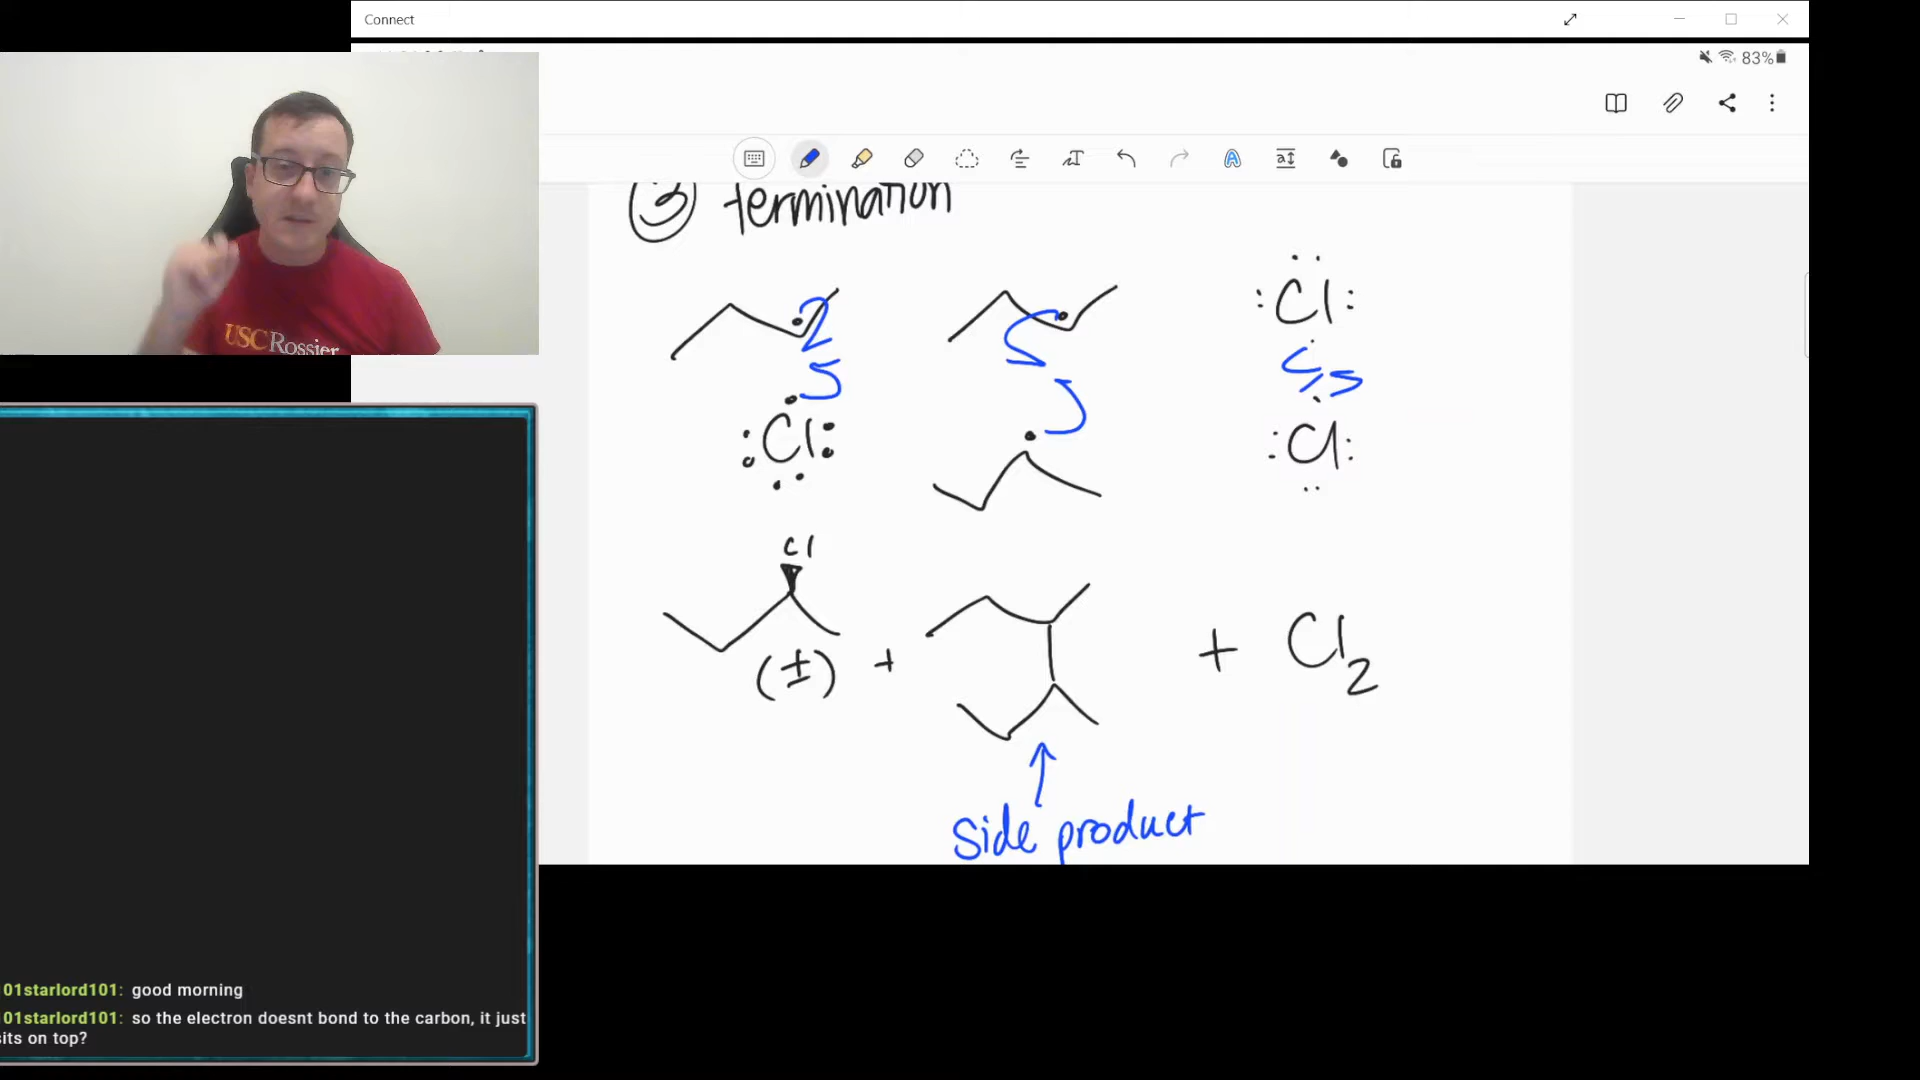 Connect
83%
③ termination
:Cl:
:Cl:
:Cl:
Cl
(±) + + Cl2
Side product
USC Rossier
01starlord101: good morning
01starlord101: so the electron doesnt bond to the carbon, it just
sits on top?